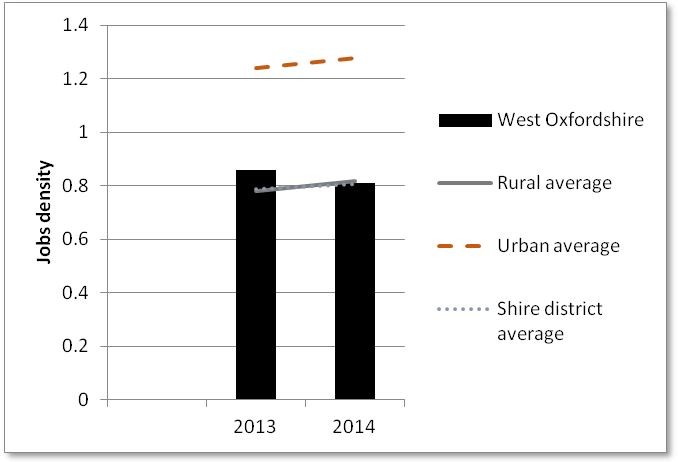 1.4
1.2
1
0.8
0.6
0.4
0.2
0
Jobs density
2013 2014
West Oxfordshire
Rural average
Urban average
Shire district
average